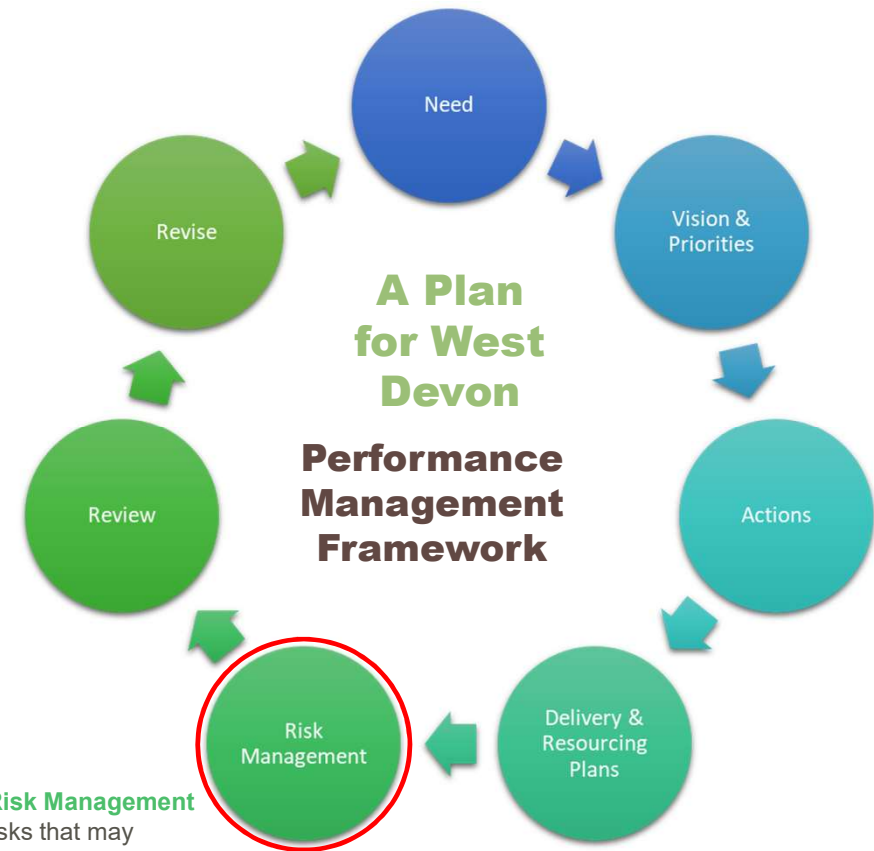 Need
Vision &
Priorities
Actions
Delivery &
Resourcing
Plans
Risk
Management
Review
Revise
A Plan
for West
Devon
Performance
Management
Framework
Risk Management
sks that may